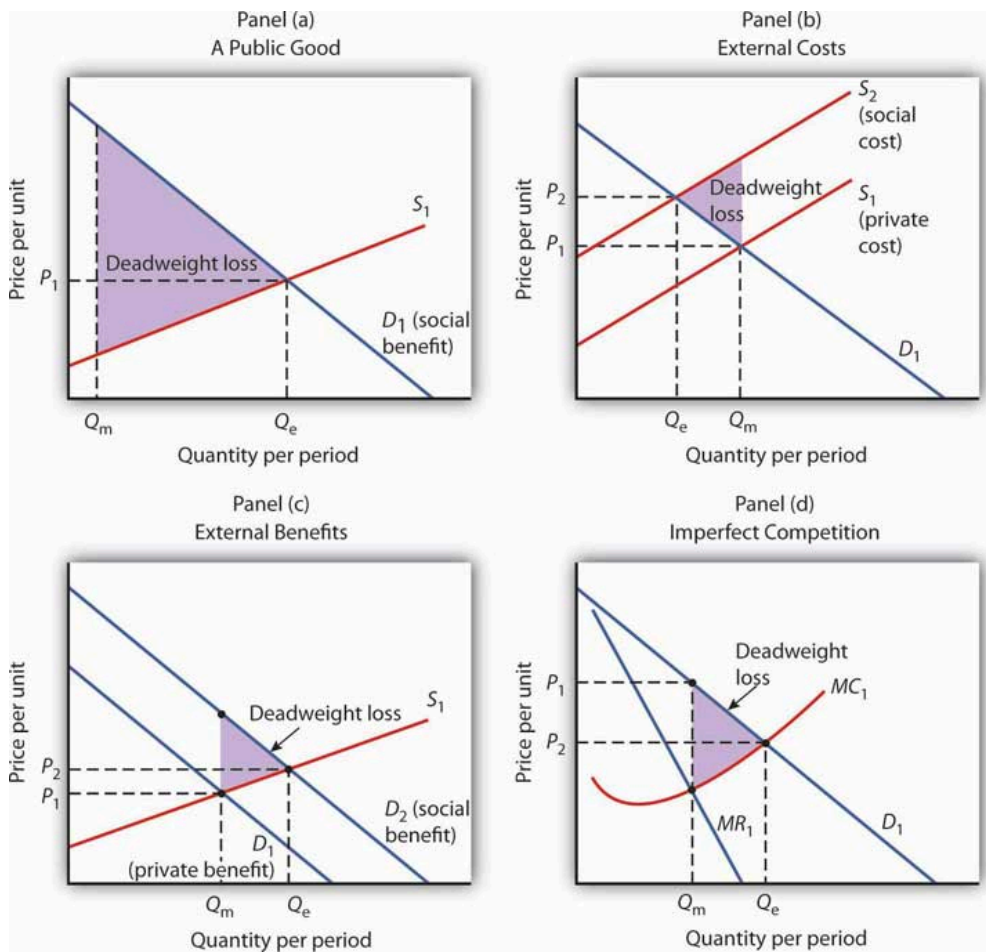 Panel (a)
A Public Good
Price per unit
P1
Deadweight loss
S1
D1 (social
benefit)
Qm
Qe
Quantity per period
Panel (b)
External Costs
Price per unit
P2
P1
Deadweight
loss
S2
(social
cost)
S1
(private
cost)
D1
Qe
Qm
Quantity per period
Panel (c)
External Benefits
Price per unit
P2
P1
Deadweight loss
S1
D2 (social
benefit)
D1
(private benefit)
Qm
Qe
Quantity per period
Panel (d)
Imperfect Competition
Price per unit
P1
P2
Deadweight
loss
MC1
MR1
D1
Qm
Qe
Quantity per period